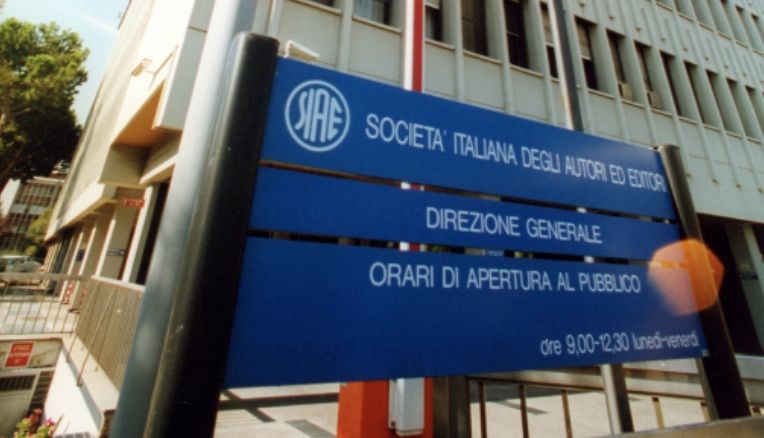 SIAE
SOCIETA' ITALIANA DEGLI AUTORI ED EDITORI
DIREZIONE GENERALE
ORARI DI APERTURA AL PUBBLICO
ore 9,00-12,30 lunedì-venerdì